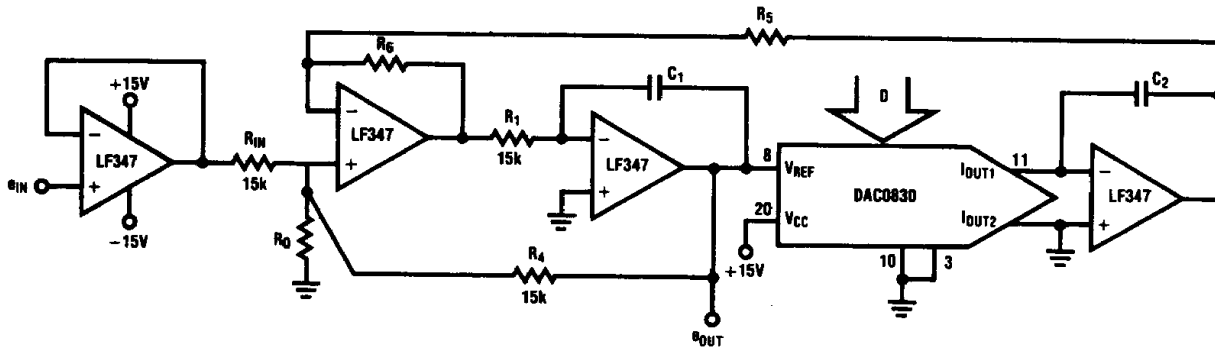 R5
R6
C1
+15V
D
C2
LF347
RIN
15k
LF347
R1
15k
LF347
8
VREF
DAC0830
IOUT1
11
LF347
eIN
-15V
RQ
20
VCC
IOUT2
+15V
10
3
R4
15k
eOUT